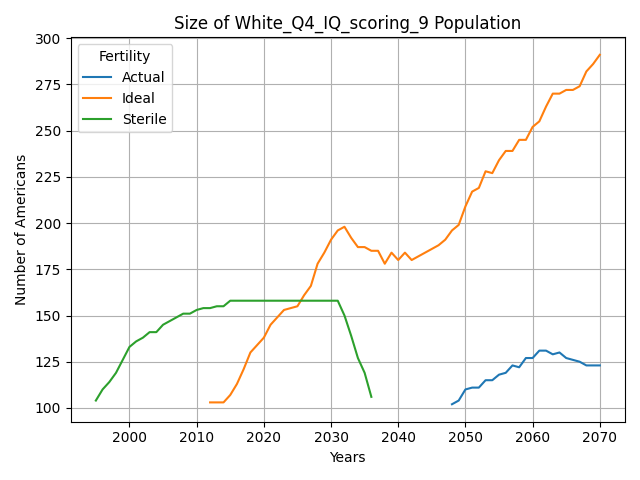 Size of White_Q4_IQ_scoring_9 Population
Fertility
Actual
Ideal
Sterile
Number of Americans
300
275
250
225
200
175
150
125
100
2000
2010
2020
2030
2040
2050
2060
2070
Years